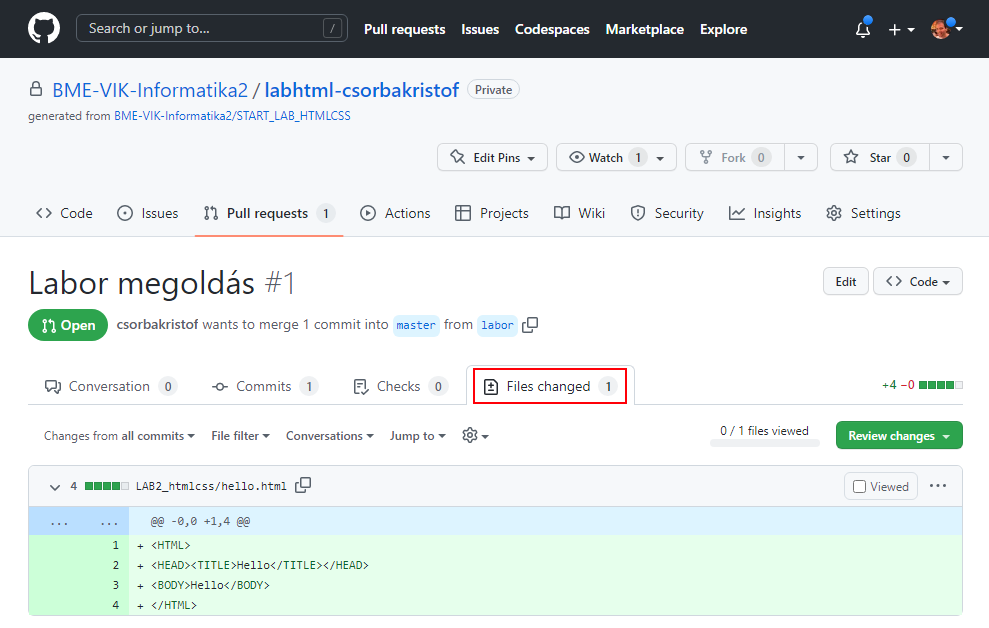 Search or jump to... / Pull requests Issues Codespaces Marketplace Explore
BME-VIK-Informatika2 / labhtml-csorbakristof Private
generated from BME-VIK-Informatika2/START_LAB_HTMLCSS
Edit Pins Watch 1 Fork 0 Star 0
Code Issues Pull requests 1 Actions Projects Wiki Security Insights Settings
Labor megoldás #1 Edit Code
Open csorbakristof wants to merge 1 commit into master from labor
Conversation 0 Commits 1 Checks 0 Files changed 1 +4 −0
Changes from all commits File filter Conversations Jump to 0 / 1 files viewed Review changes
4 LAB2_htmlcss/hello.html Viewed ...
... ... @@ -0,0 +1,4 @@
1 + <HTML>
2 + <HEAD><TITLE>Hello</TITLE></HEAD>
3 + <BODY>Hello</BODY>
4 + </HTML>